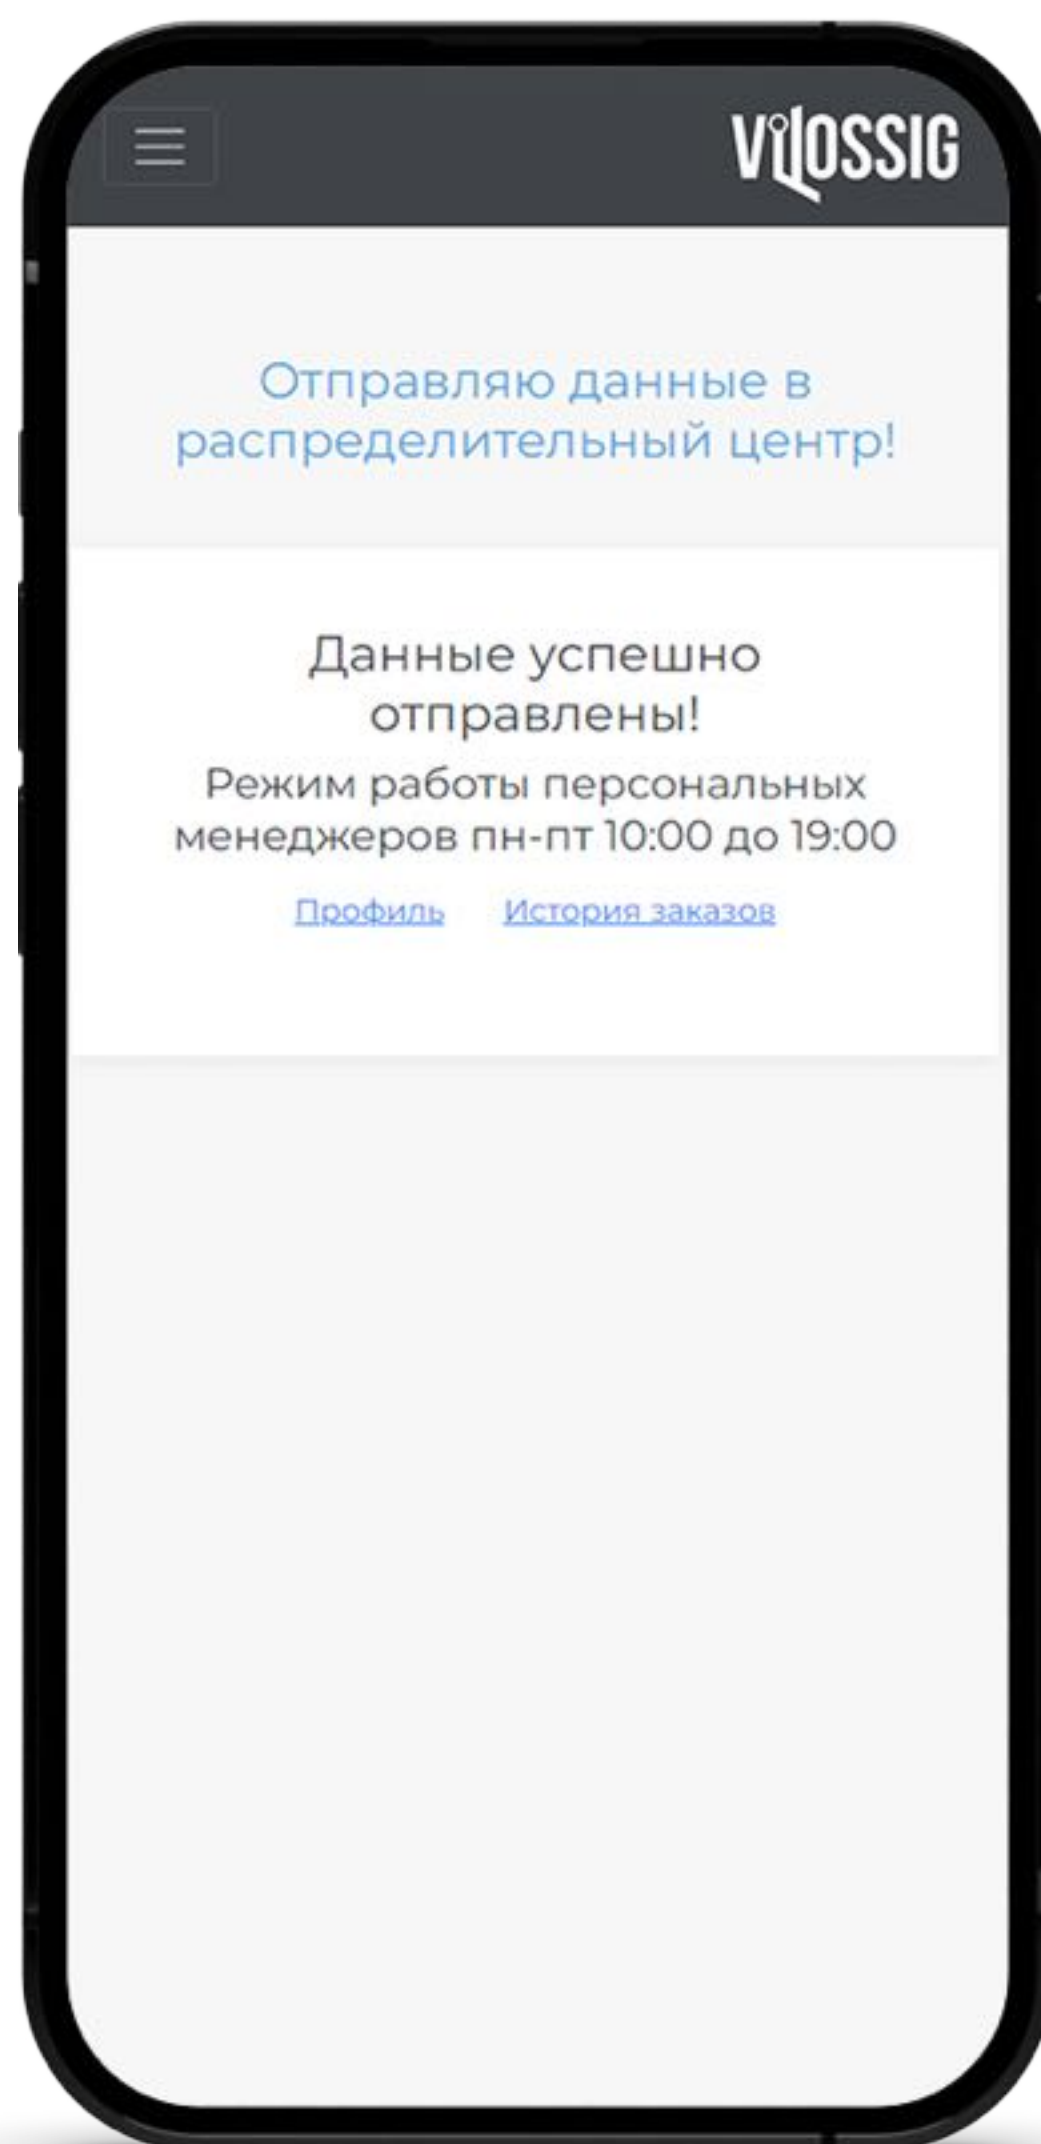 VILOSSIG
Отправляю данные в
распределительный центр!
Данные успешно
отправлены!
Режим работы персональных
менеджеров пн-пт 10:00 до 19:00
Профиль История заказов